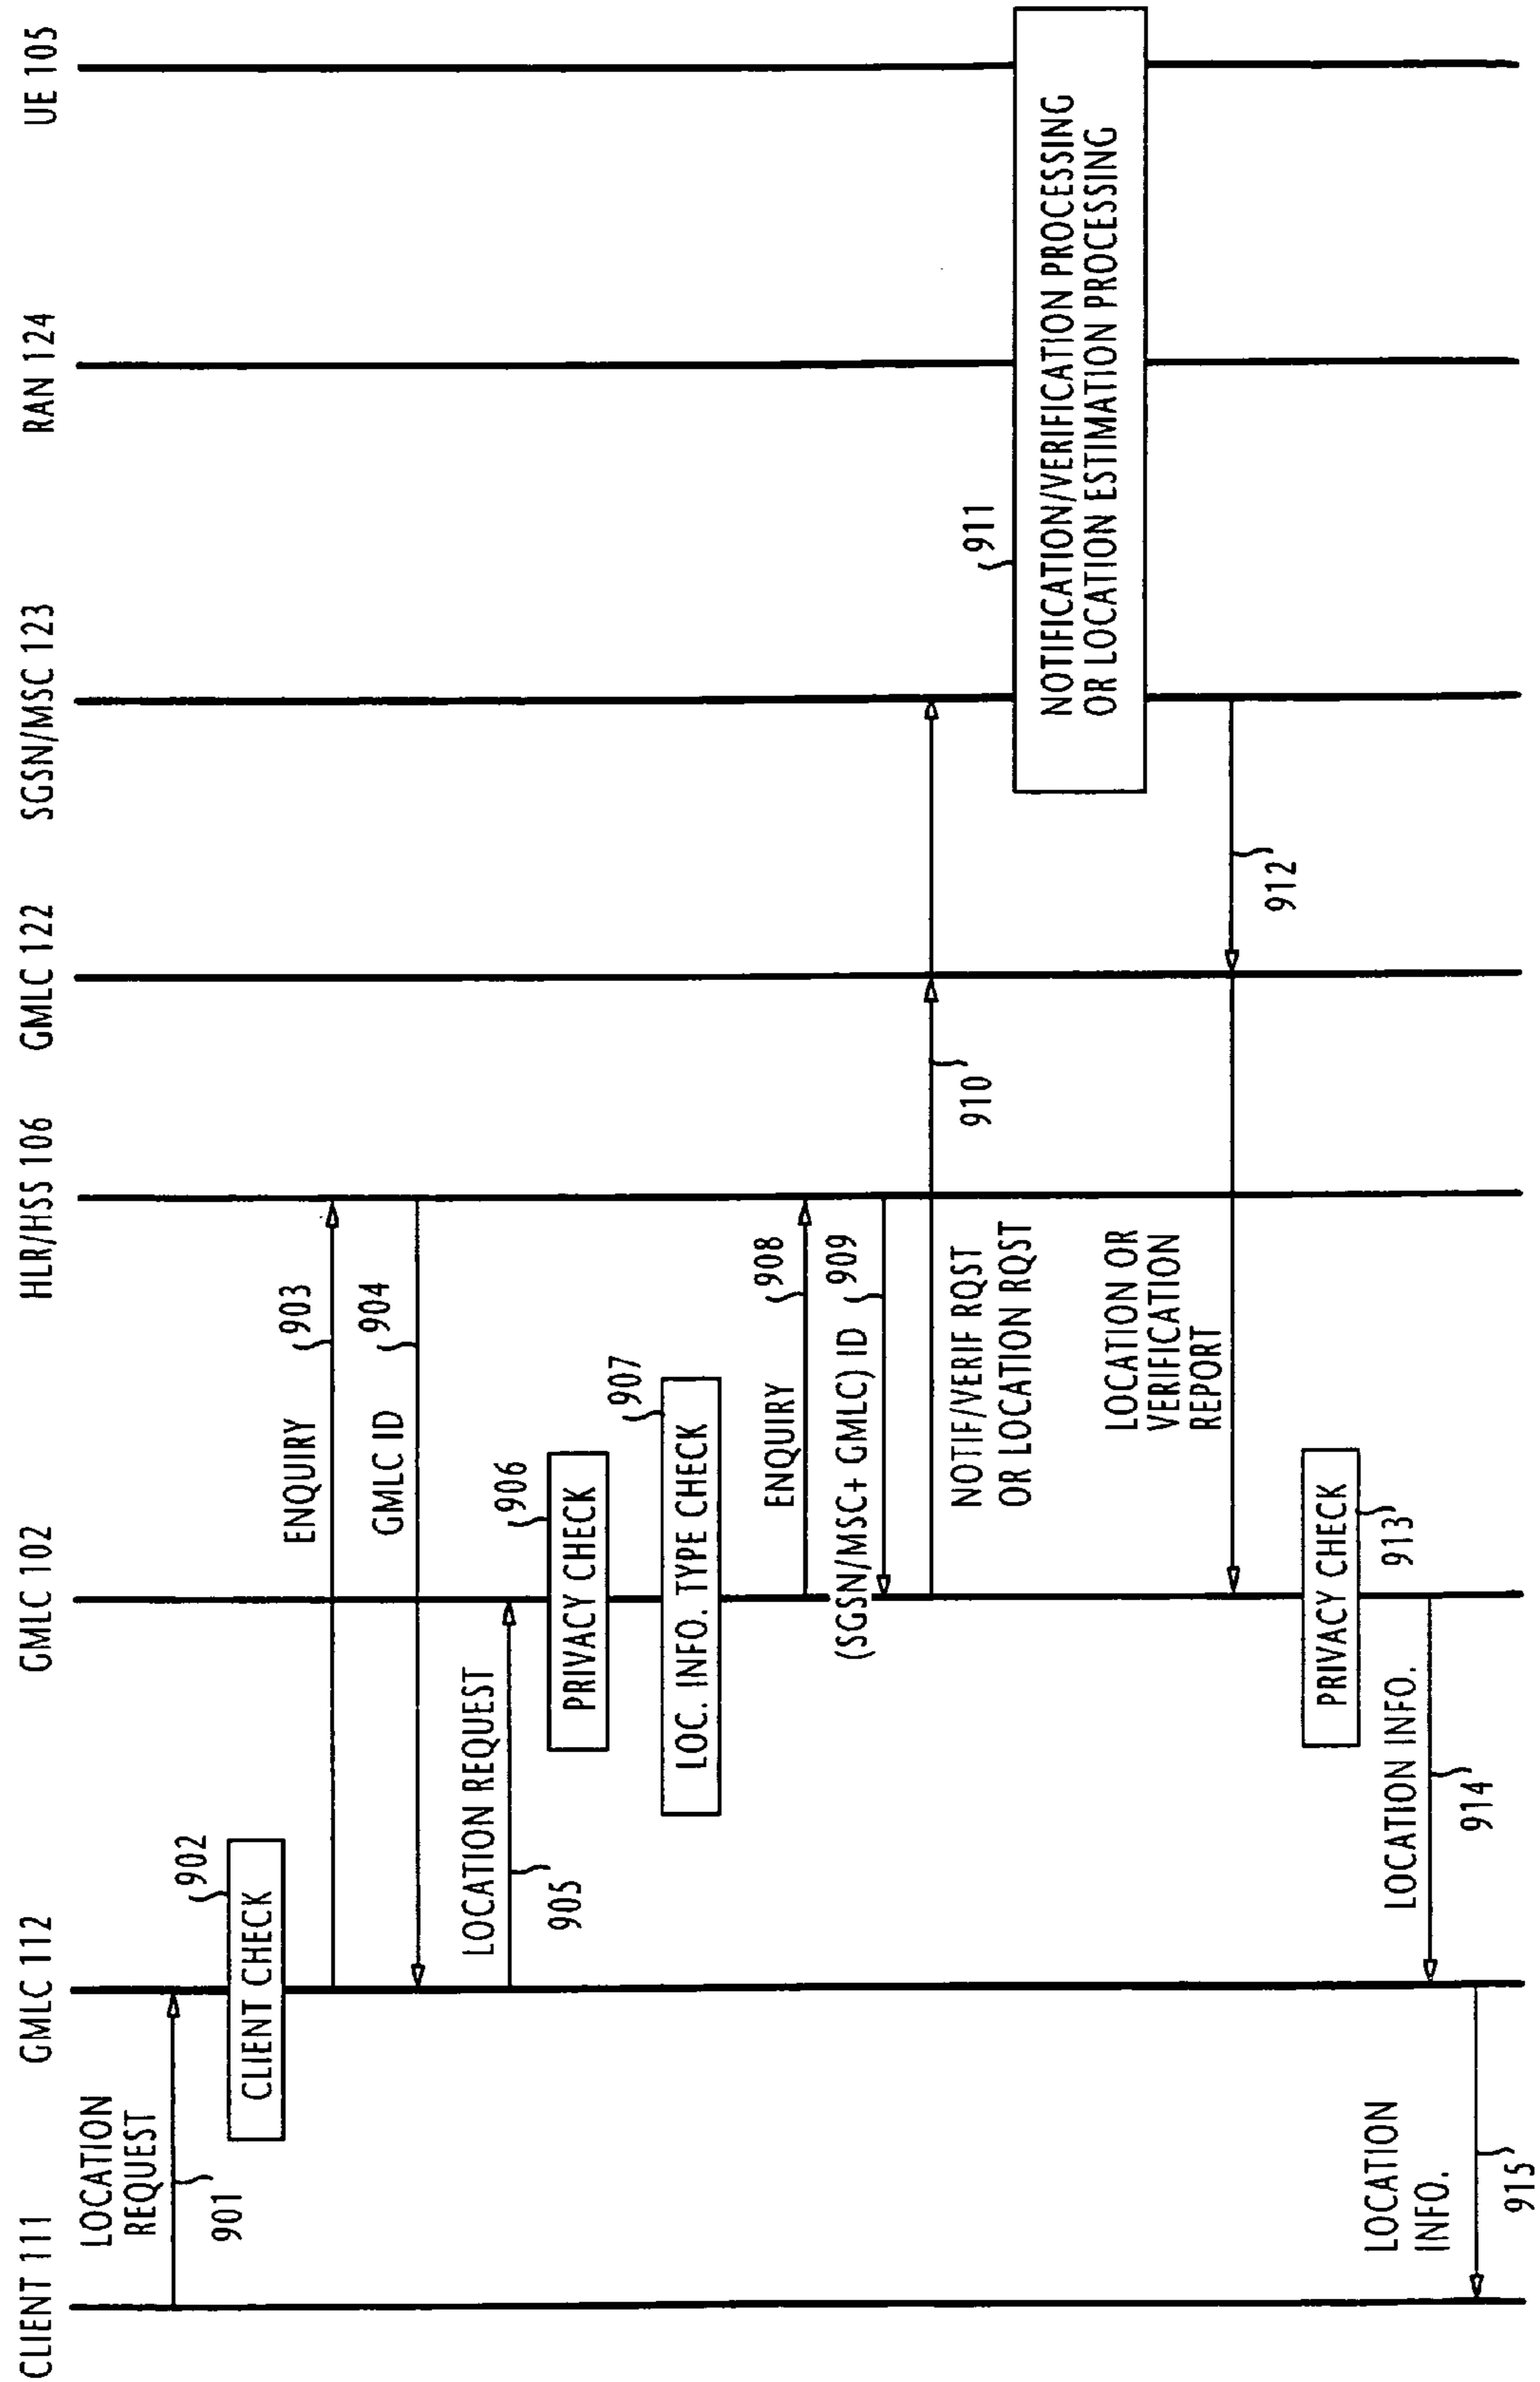 CLIENT 111
GMLC 112
GMLC 102
HLR/HSS 106
GMLC 122
SGSN/MSC 123
RAN 124
UE 105
LOCATION
REQUEST
901
902
CLIENT CHECK
ENQUIRY
903
GMLC ID
904
LOCATION REQUEST
905
906
PRIVACY CHECK
907
LOC. INFO. TYPE CHECK
ENQUIRY
908
(SGSN/MSC+ GMLC) ID
909
910
NOTIF/VERIF RQST
OR LOCATION RQST
911
NOTIFICATION/VERIFICATION PROCESSING
OR LOCATION ESTIMATION PROCESSING
LOCATION OR
VERIFICATION
REPORT
912
PRIVACY CHECK
913
LOCATION INFO.
914
LOCATION
INFO.
915